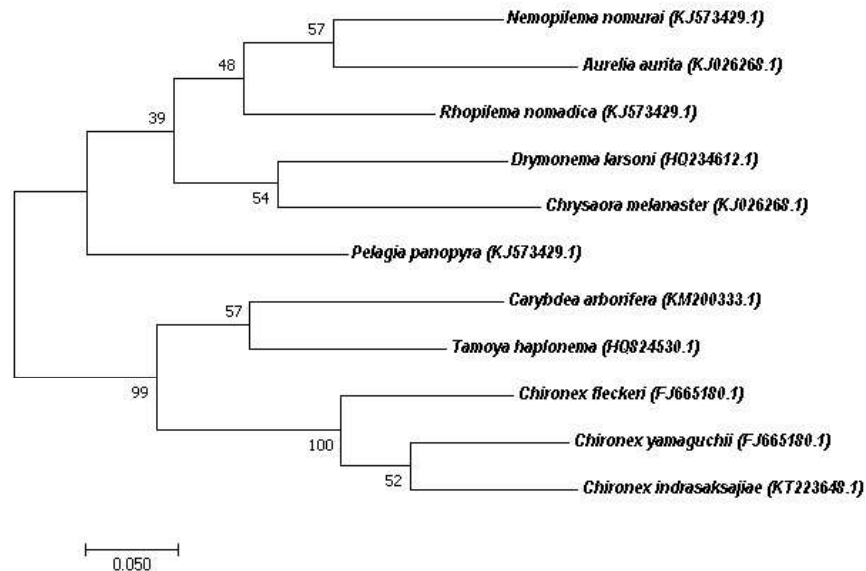 57
Nemopilema nomurai (KJ573429.1)
Aurelia aurita (KJ026268.1)
48
Rhopilema nomadica (KJ573429.1)
39
Drymonema larsoni (HQ234612.1)
54
Chrysaora melanaster (KJ026268.1)
Pelagia panopyra (KJ573429.1)
57
Carybdea arborifera (KM200333.1)
Tamoya haplonema (HQ824530.1)
99
Chironex fleckeri (FJ665180.1)
100
Chironex yamaguchii (FJ665180.1)
52
Chironex indrasaksajiae (KT223648.1)
0.050